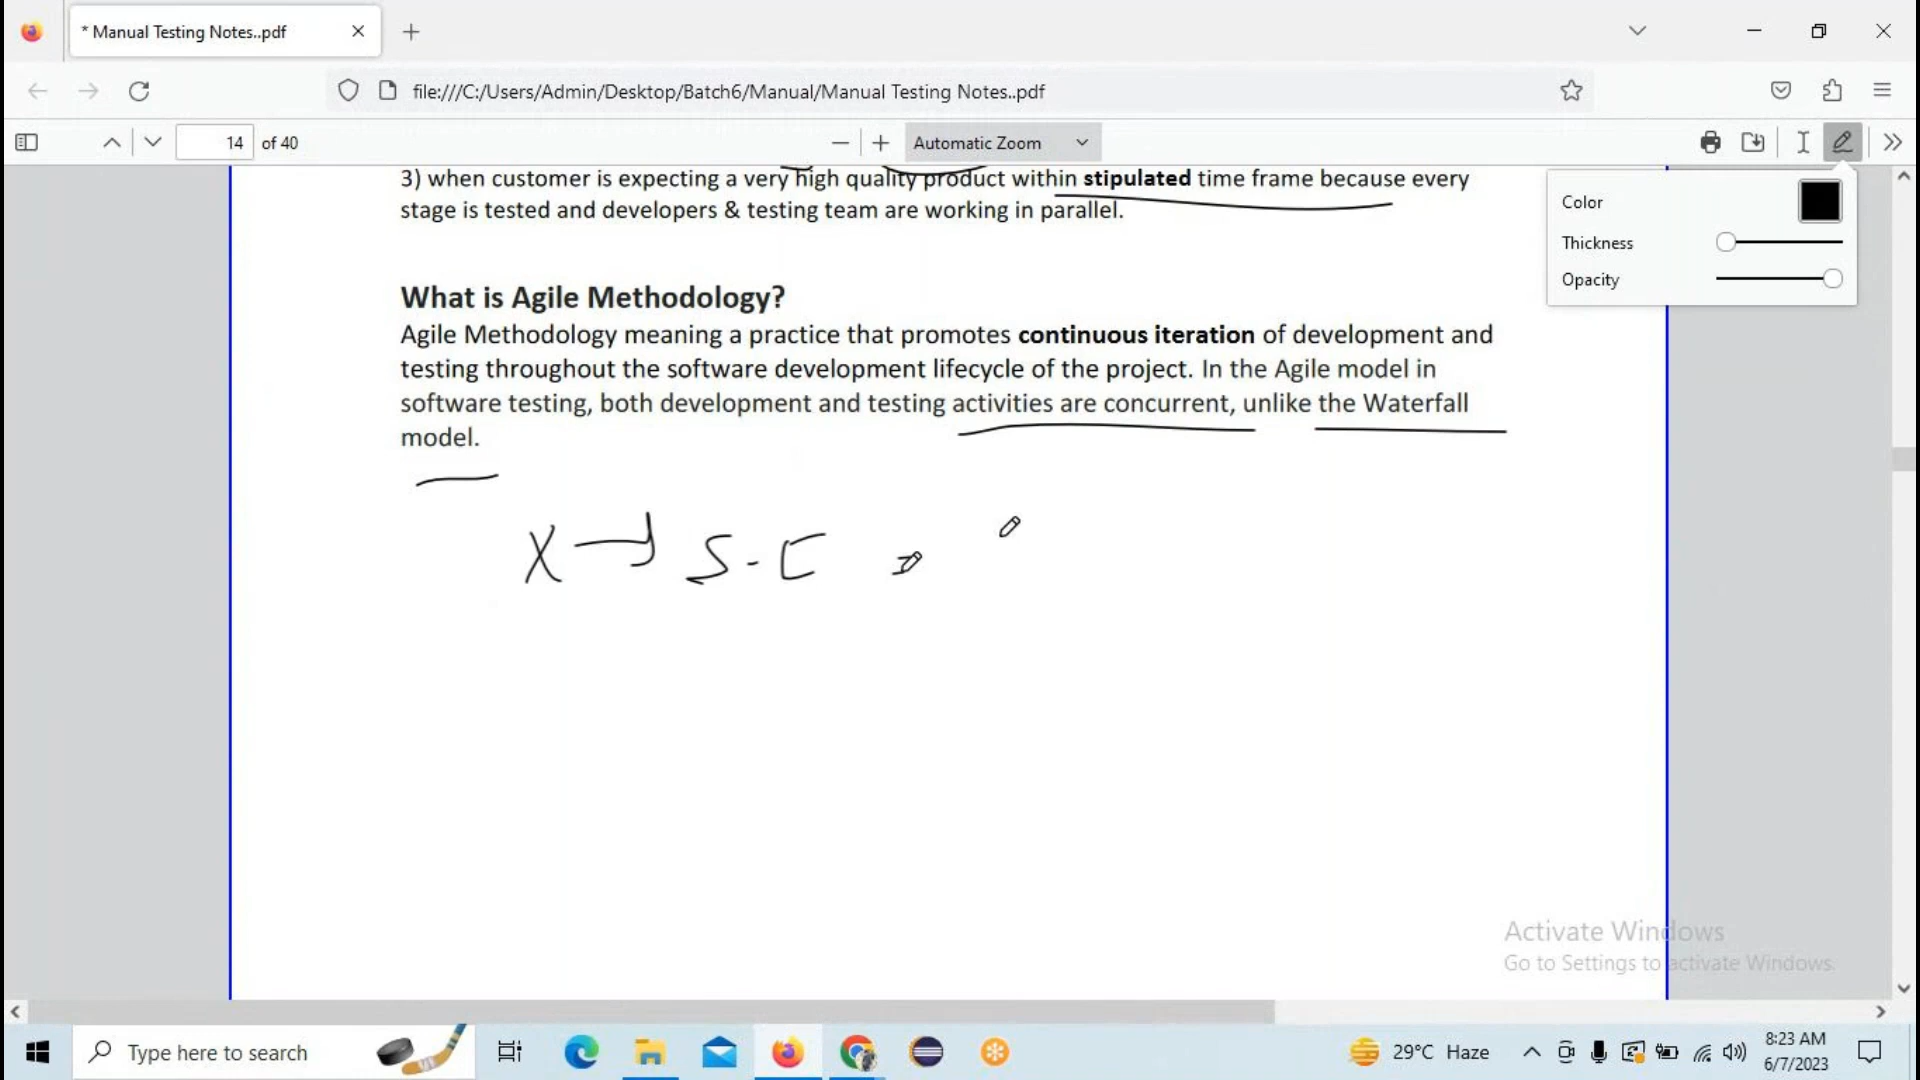 * Manual Testing Notes..pdf
file:///C:/Users/Admin/Desktop/Batch6/Manual/Manual Testing Notes..pdf
14 of 40
Automatic Zoom
Color
Thickness
Opacity
3) when customer is expecting a very high quality product within stipulated time frame because every
stage is tested and developers & testing team are working in parallel.
What is Agile Methodology?
Agile Methodology meaning a practice that promotes continuous iteration of development and
testing throughout the software development lifecycle of the project. In the Agile model in
software testing, both development and testing activities are concurrent, unlike the Waterfall
model.
X → S - C
Activate Windows
Go to Settings to activate Windows.
Type here to search
29°C Haze
8:23 AM
6/7/2023